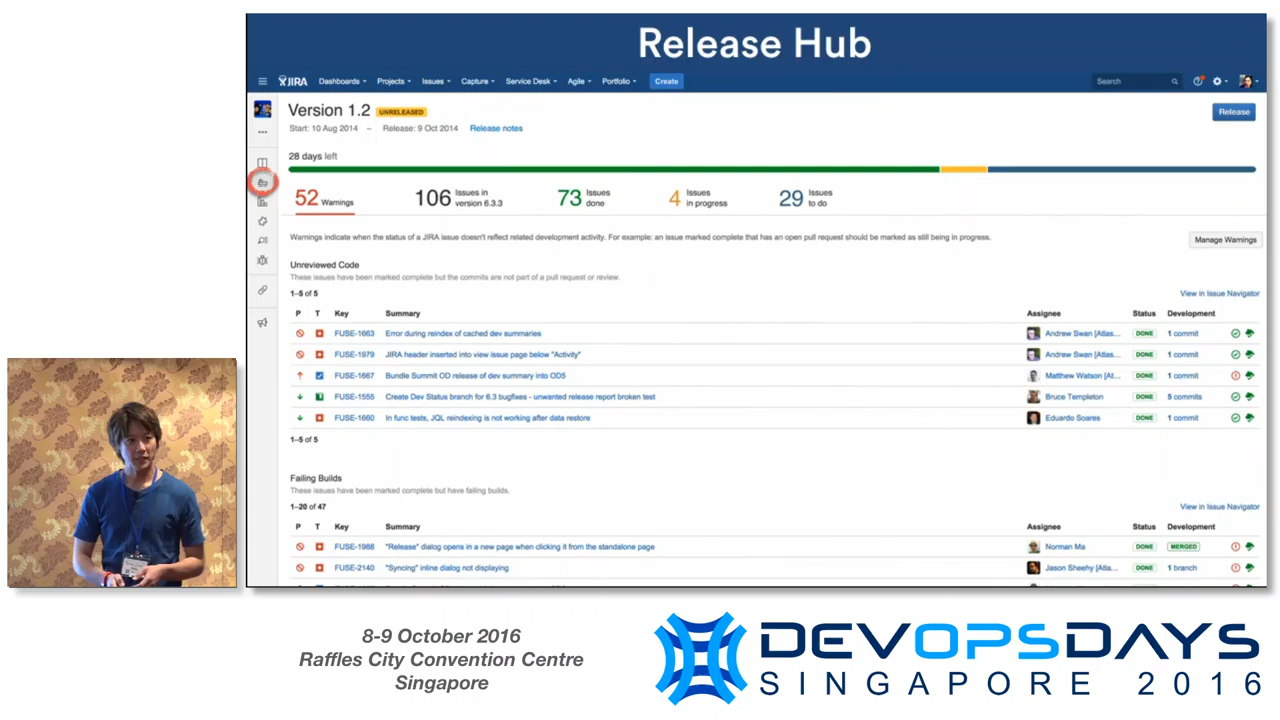 Release Hub
JIRA Dashboards Projects Issues Capture Service Desk Agile Portfolio Create Search
Version 1.2 UNRELEASED Release
Start: 10 Aug 2014 – Release: 9 Oct 2014 Release notes
28 days left
52 Warnings 106 Issues in version 6.3.3 73 Issues done 4 Issues in progress 29 Issues to do
Warnings indicate when the status of a JIRA issue doesn't reflect related development activity. For example: an issue marked complete that has an open pull request should be marked as still being in progress.
Manage Warnings
Unreviewed Code
These issues have been marked complete but the commits are not part of a pull request or review.
1–5 of 5 View in Issue Navigator
P T Key Summary Assignee Status Development
FUSE-1663 Error during reindex of cached dev summaries Andrew Swan [Atlas... DONE 1 commit
FUSE-1979 JIRA header inserted into view issue page below "Activity" Andrew Swan [Atlas... DONE 1 commit
FUSE-1667 Bundle Summit OD release of dev summary into OD5 Matthew Watson [At... DONE 1 commit
FUSE-1555 Create Dev Status branch for 6.3 bugfixes - unwanted release report broken test Bruce Templeton DONE 5 commits
FUSE-1660 In func tests, JQL reindexing is not working after data restore Eduardo Soares DONE 1 commit
1–5 of 5
Failing Builds
These issues have been marked complete but have failing builds.
1–20 of 47 View in Issue Navigator
P T Key Summary Assignee Status Development
FUSE-1988 "Release" dialog opens in a new page when clicking it from the standalone page Norman Ma DONE MERGED
FUSE-2140 "Syncing" inline dialog not displaying Jason Sheehy [Atla... DONE 1 branch
8-9 October 2016
Raffles City Convention Centre
Singapore
DEVOPSDAYS
SINGAPORE 2016